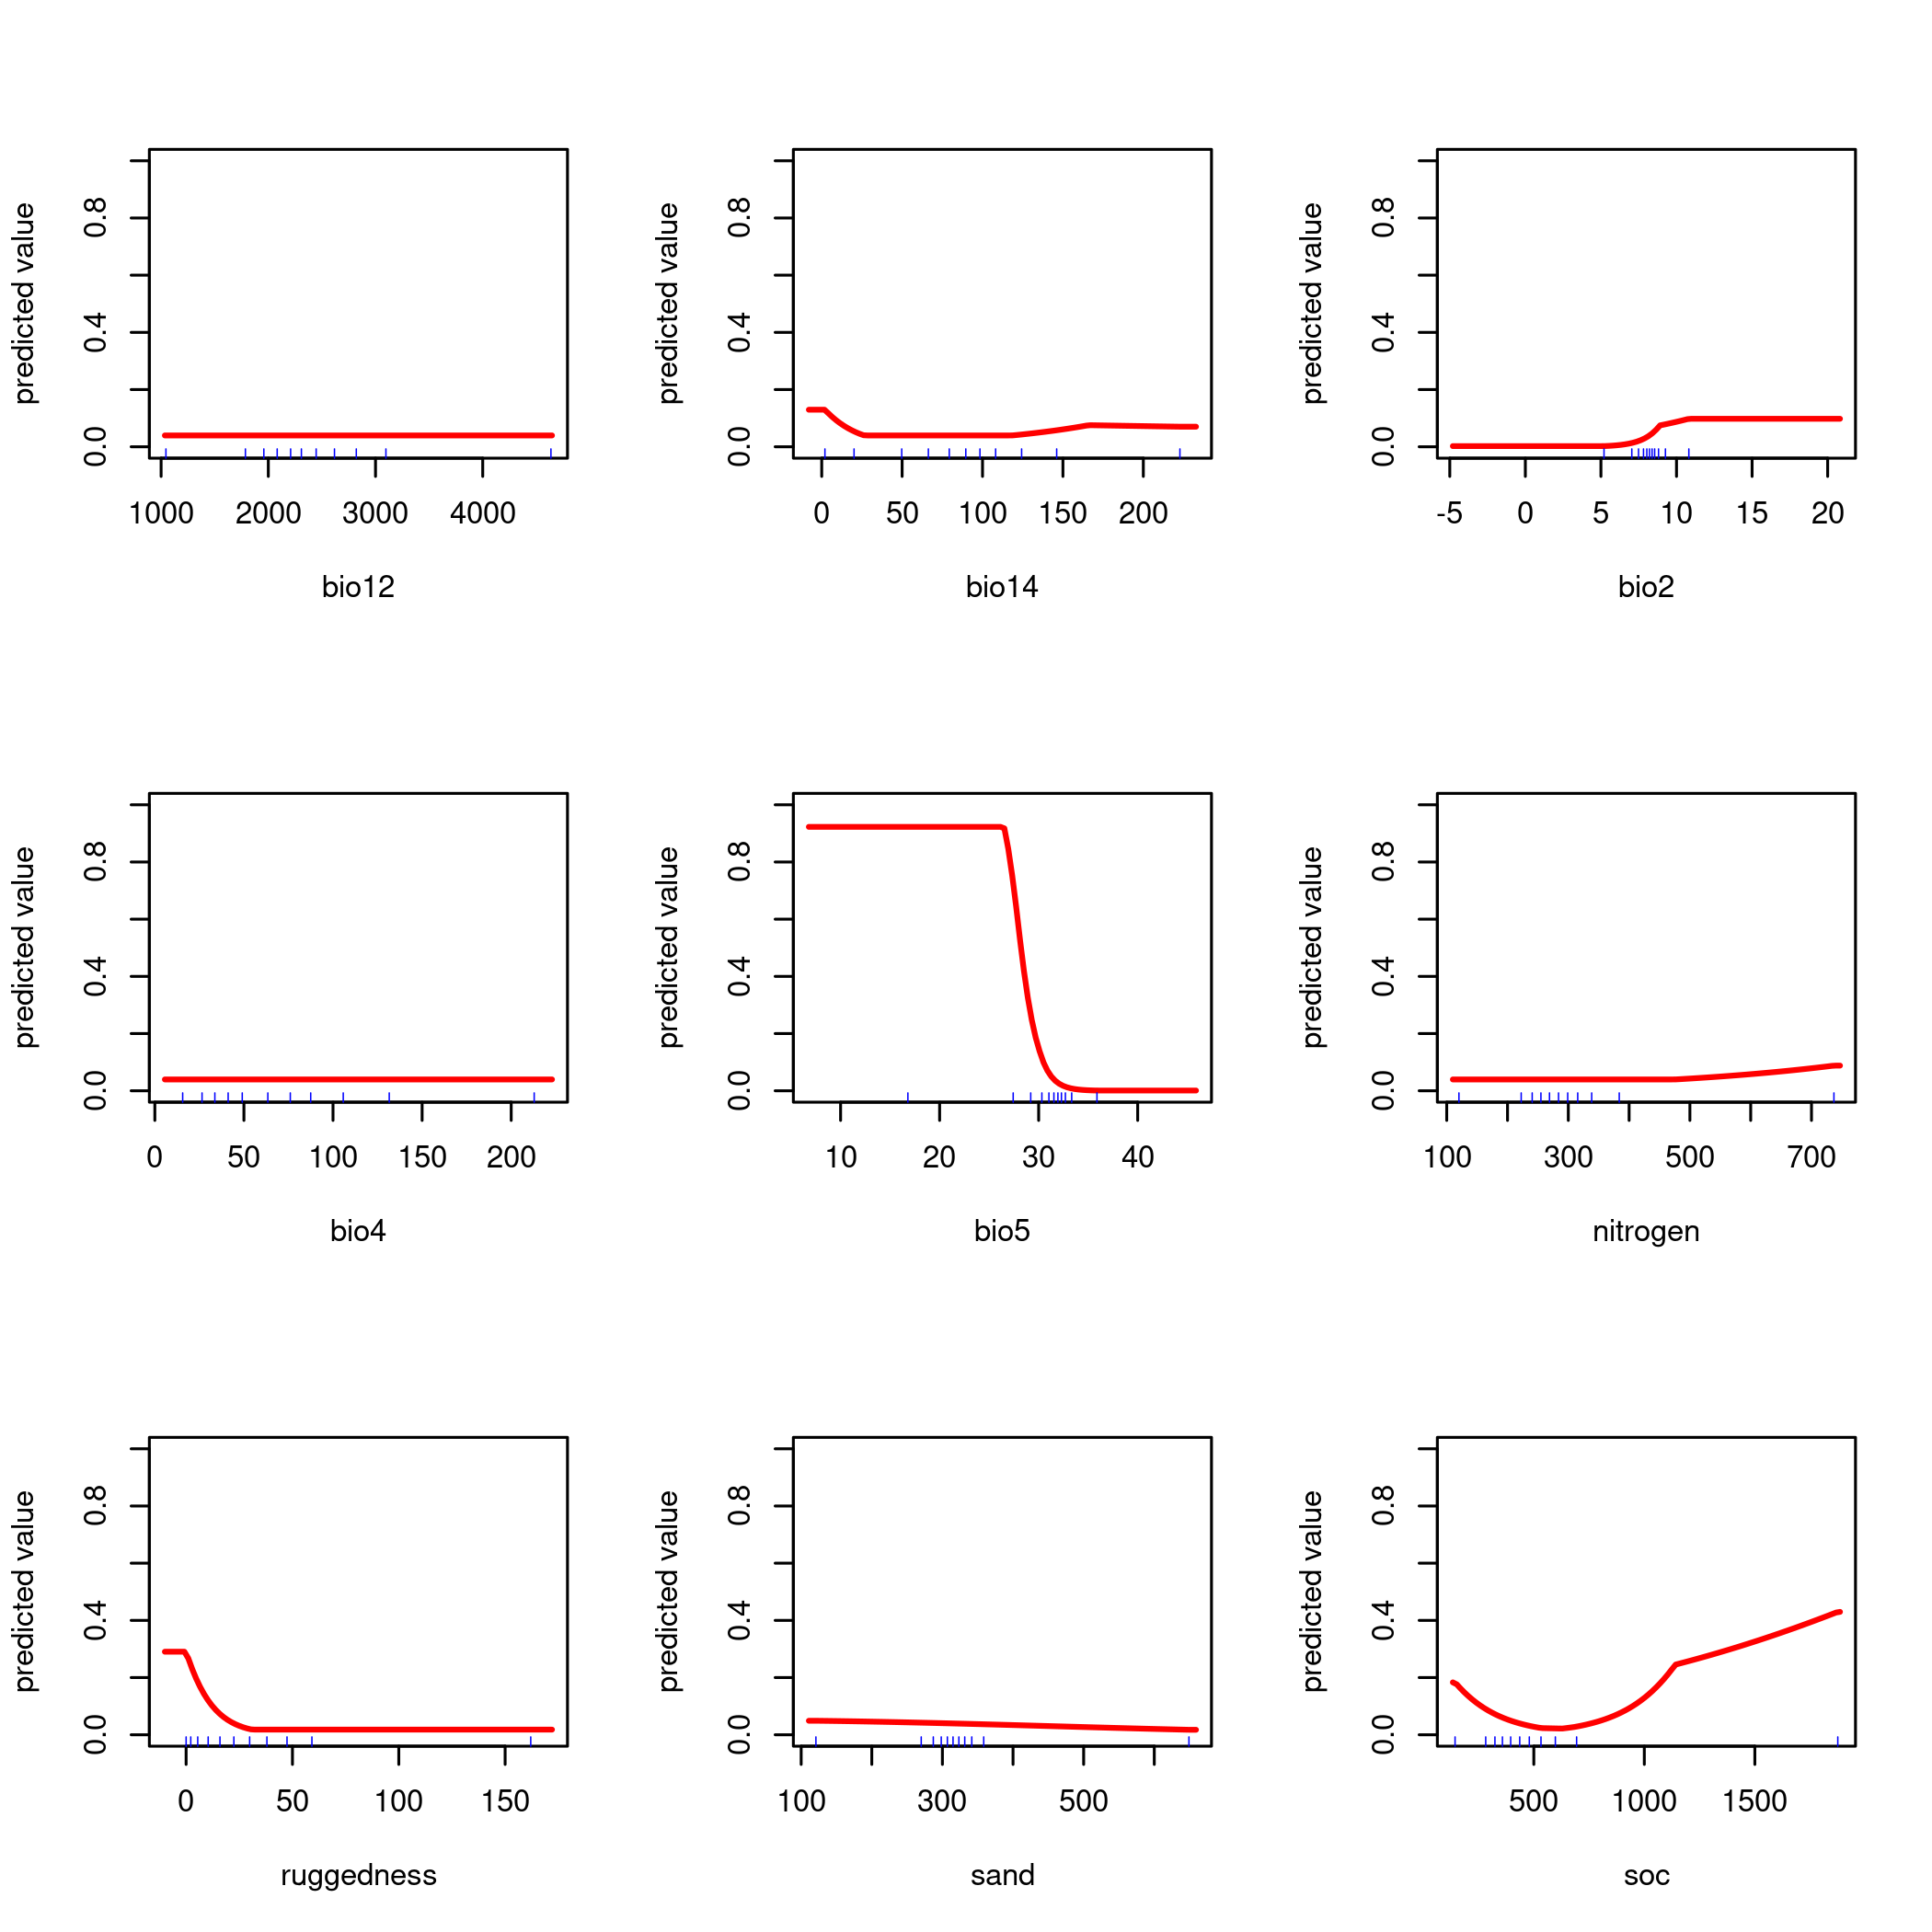 predicted value
0.0 0.4 0.8
1000 2000 3000 4000
bio12
predicted value
0.0 0.4 0.8
0 50 100 150 200
bio14
predicted value
0.0 0.4 0.8
-5 0 5 10 15 20
bio2
predicted value
0.0 0.4 0.8
0 50 100 150 200
bio4
predicted value
0.0 0.4 0.8
10 20 30 40
bio5
predicted value
0.0 0.4 0.8
100 300 500 700
nitrogen
predicted value
0.0 0.4 0.8
0 50 100 150
ruggedness
predicted value
0.0 0.4 0.8
100 300 500
sand
predicted value
0.0 0.4 0.8
500 1000 1500
soc